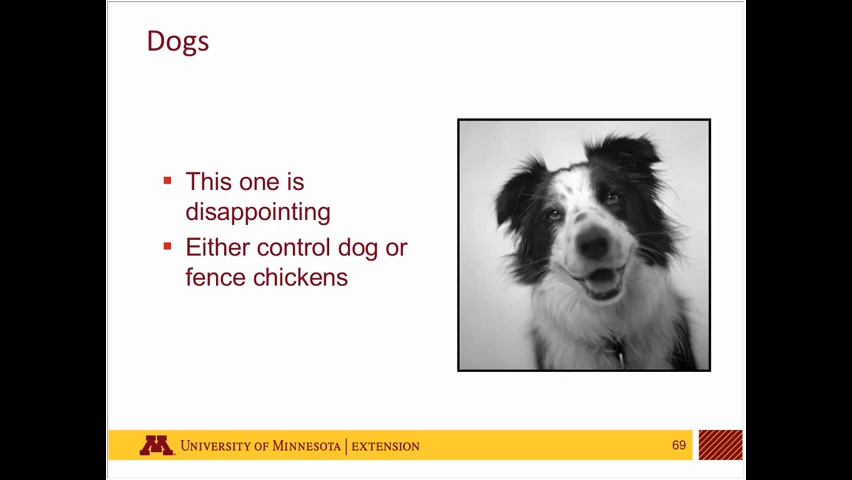 Dogs
This one is
disappointing
Either control dog or
fence chickens
M
UNIVERSITY OF MINNESOTA | EXTENSION
69